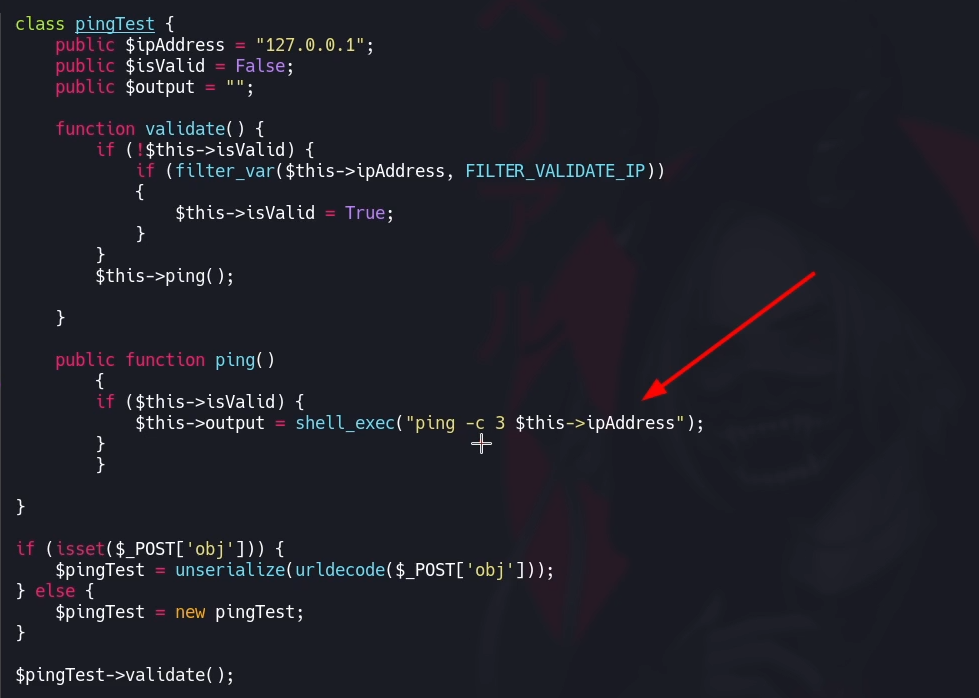 class pingTest {
    public $ipAddress = "127.0.0.1";
    public $isValid = False;
    public $output = "";

    function validate() {
        if (!$this->isValid) {
            if (filter_var($this->ipAddress, FILTER_VALIDATE_IP))
            {
                $this->isValid = True;
            }
        }
        $this->ping();

    }

    public function ping()
        {
        if ($this->isValid) {
            $this->output = shell_exec("ping -c 3 $this->ipAddress");
        }
        }

}

if (isset($_POST['obj'])) {
    $pingTest = unserialize(urldecode($_POST['obj']));
} else {
    $pingTest = new pingTest;
}

$pingTest->validate();